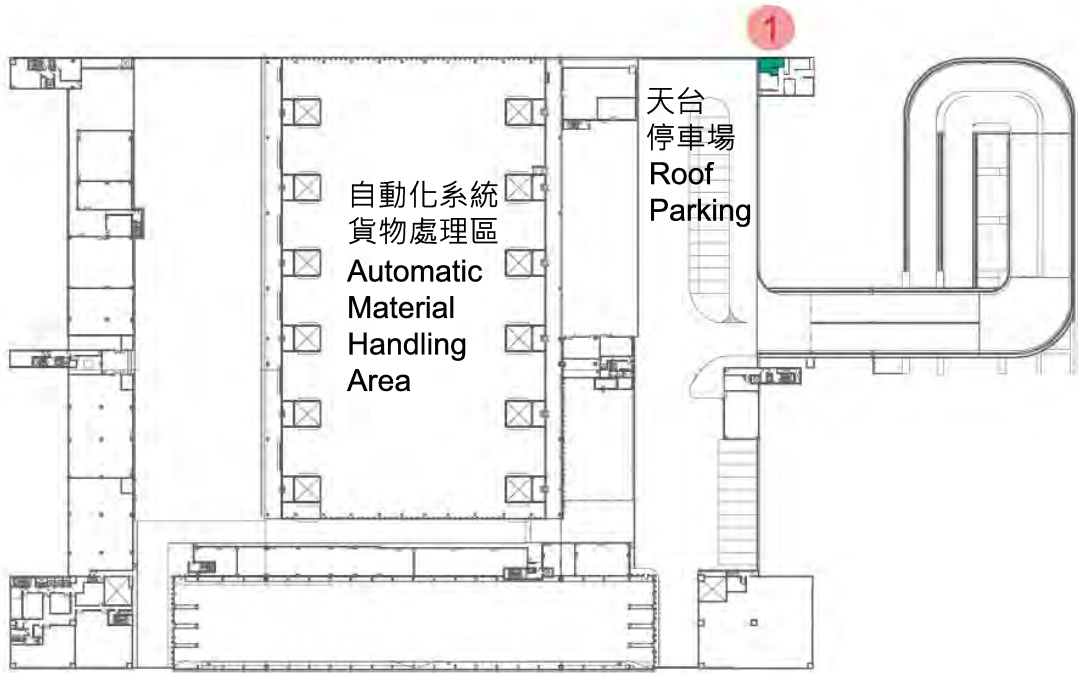 1
天台
停車場
Roof
Parking
自動化系統
貨物處理區
Automatic
Material
Handling
Area